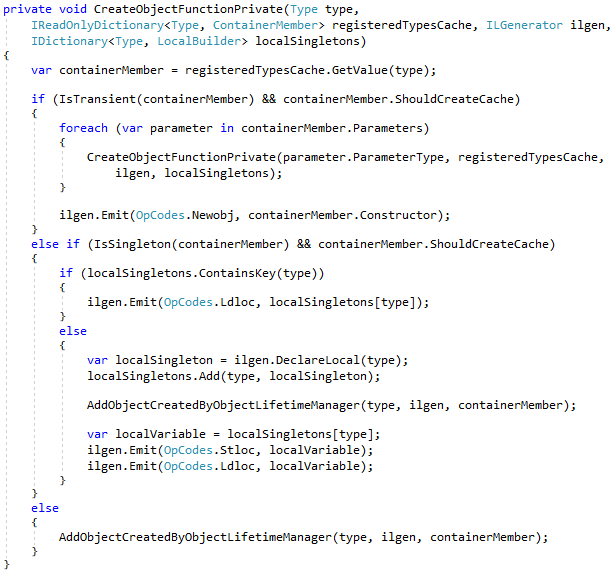 private void CreateObjectFunctionPrivate(Type type,
    IReadOnlyDictionary<Type, ContainerMember> registeredTypesCache, ILGenerator ilgen,
    IDictionary<Type, LocalBuilder> localSingletons)
{
    var containerMember = registeredTypesCache.GetValue(type);

    if (IsTransient(containerMember) && containerMember.ShouldCreateCache)
    {
        foreach (var parameter in containerMember.Parameters)
        {
            CreateObjectFunctionPrivate(parameter.ParameterType, registeredTypesCache,
                ilgen, localSingletons);
        }

        ilgen.Emit(OpCodes.Newobj, containerMember.Constructor);
    }
    else if (IsSingleton(containerMember) && containerMember.ShouldCreateCache)
    {
        if (localSingletons.ContainsKey(type))
        {
            ilgen.Emit(OpCodes.Ldloc, localSingletons[type]);
        }
        else
        {
            var localSingleton = ilgen.DeclareLocal(type);
            localSingletons.Add(type, localSingleton);

            AddObjectCreatedByObjectLifetimeManager(type, ilgen, containerMember);

            var localVariable = localSingletons[type];
            ilgen.Emit(OpCodes.Stloc, localVariable);
            ilgen.Emit(OpCodes.Ldloc, localVariable);
        }
    }
    else
    {
        AddObjectCreatedByObjectLifetimeManager(type, ilgen, containerMember);
    }
}